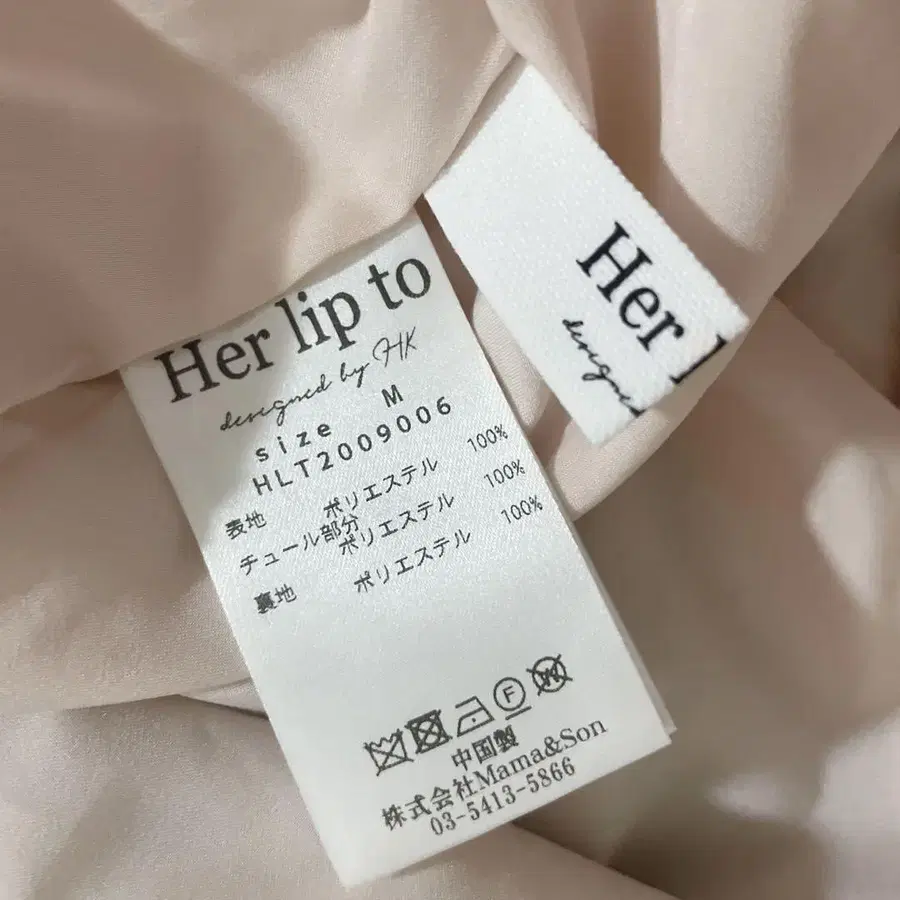 Her lip to
designed by HK
size M
HLT2009006
表地 ポリエステル 100%
チュール部分
ポリエステル 100%
裏地 ポリエステル 100%
F
W
中国製
株式会社Mama&Son
03-5413-5866
Her